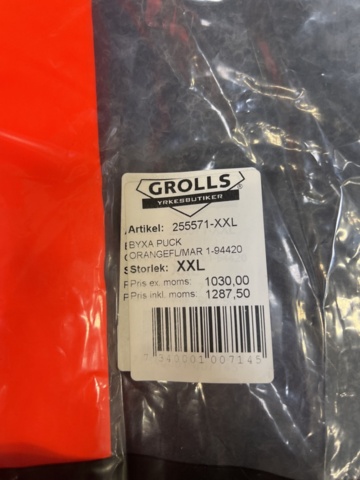 GROLLS
YRKESBUTIKER
Artikel: 255571-XXL
BYXA PUCK
ORANGEFL/MAR 1-94420
Storlek: XXL
Pris ex. moms: 1030,00
Pris inkl. moms: 1287,50